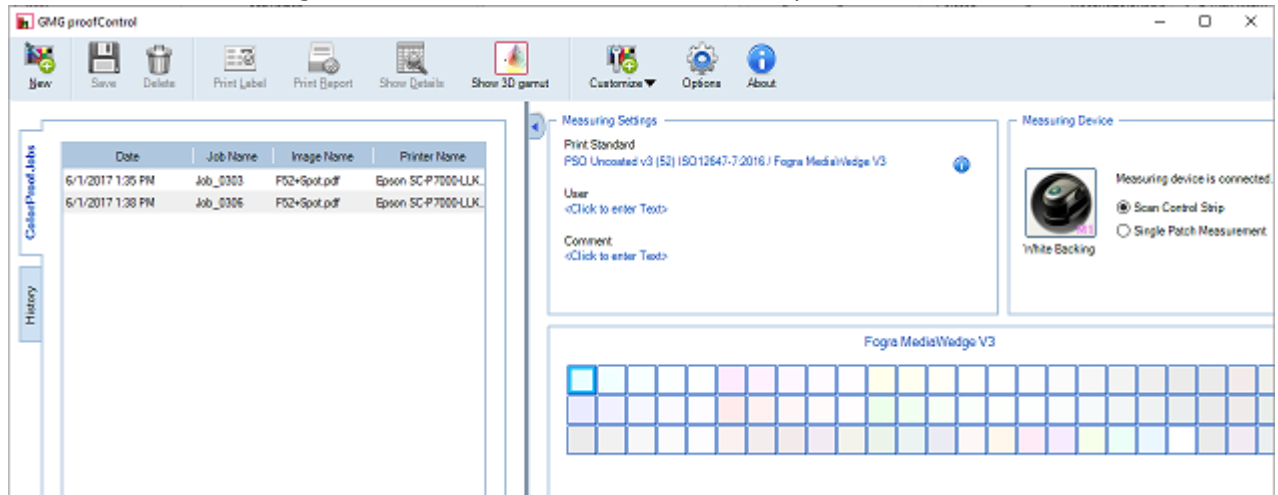 GMG proofControl
New Save Delete Print Label Print Report Show Details Show 3D gamut Customize Options About
ColorProof Jobs
History
Date Job Name Image Name Printer Name
6/1/2017 1:35 PM Job_0303 F52+Spot.pdf Epson SC-P7000-LLK..
6/1/2017 1:38 PM Job_0306 F52+Spot.pdf Epson SC-P7000-LLK..
Measuring Settings
Print Standard
PSO Uncoated v3 (52) ISO12647-7:2016 / Fogra MediaWedge V3
User
<Click to enter Text>
Comment
<Click to enter Text>
Measuring Device
Measuring device is connected.
Scan Control Strip
Single Patch Measurement
M1
White Backing
Fogra MediaWedge V3